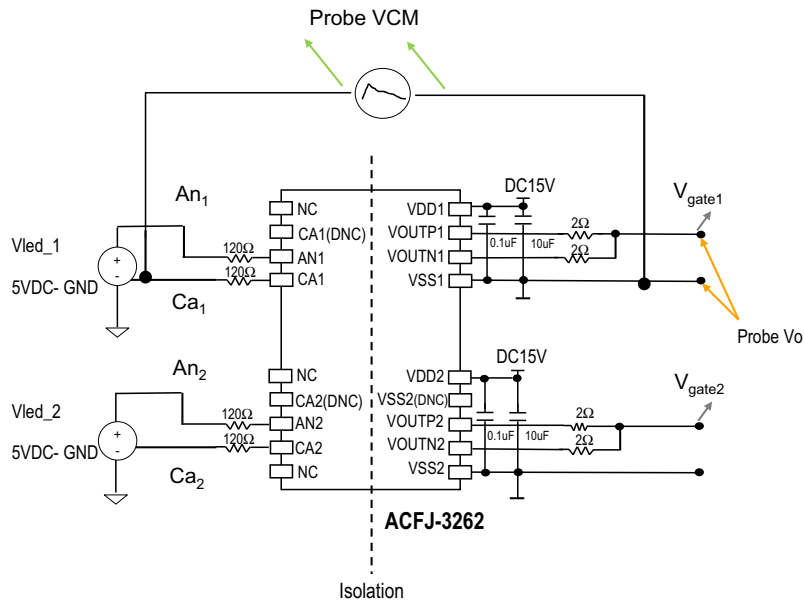 Probe VCM
An1
Vled_1
5VDC- GND
Ca1
120Ω
120Ω
+
-
NC
CA1(DNC)
AN1
CA1
VDD1
VOUTP1
VOUTN1
VSS1
DC15V
0.1uF
10uF
2Ω
2Ω
Vgate1
Probe Vo
An2
Vled_2
5VDC- GND
Ca2
120Ω
120Ω
+
-
NC
CA2(DNC)
AN2
CA2
NC
VDD2
VSS2(DNC)
VOUTP2
VOUTN2
VSS2
DC15V
0.1uF
10uF
2Ω
2Ω
Vgate2
ACFJ-3262
Isolation